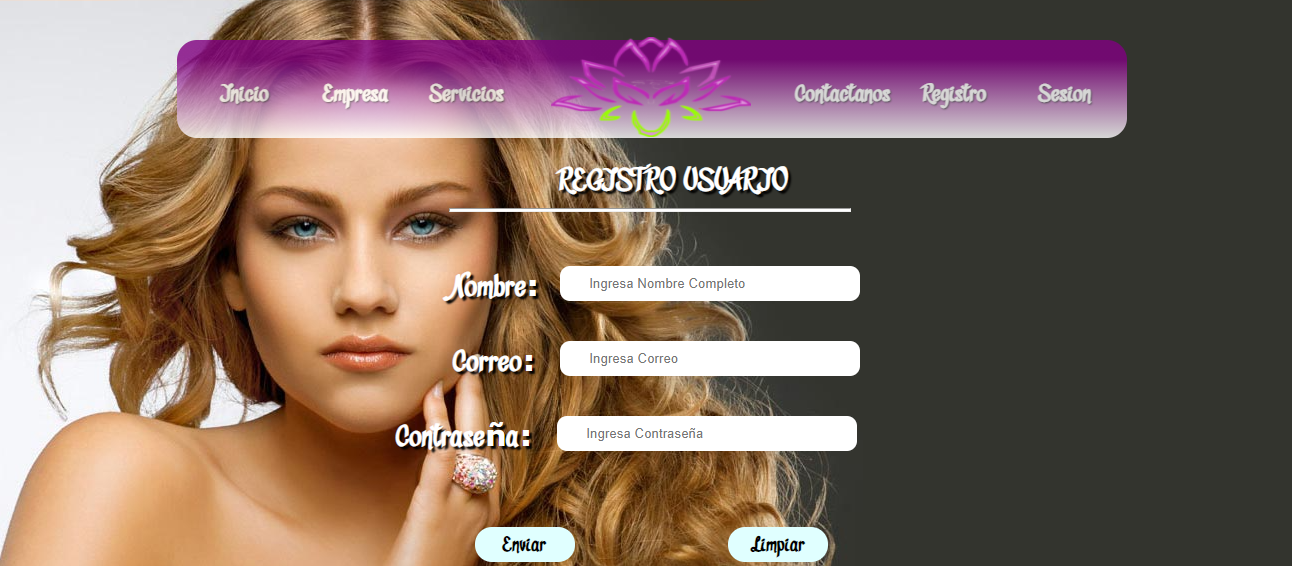 Inicio Empresa Servicios Contactanos Registro Sesion
REGISTRO USUARIO
Nombre: Ingresa Nombre Completo
Correo: Ingresa Correo
Contraseña: Ingresa Contraseña
Enviar Limpiar